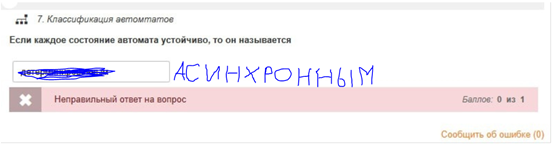 7. Классификация автомтатов
Если каждое состояние автомата устойчиво, то он называется
АСИНХРОННЫМ
Неправильный ответ на вопрос
Баллов: 0 из 1
Сообщить об ошибке (0)